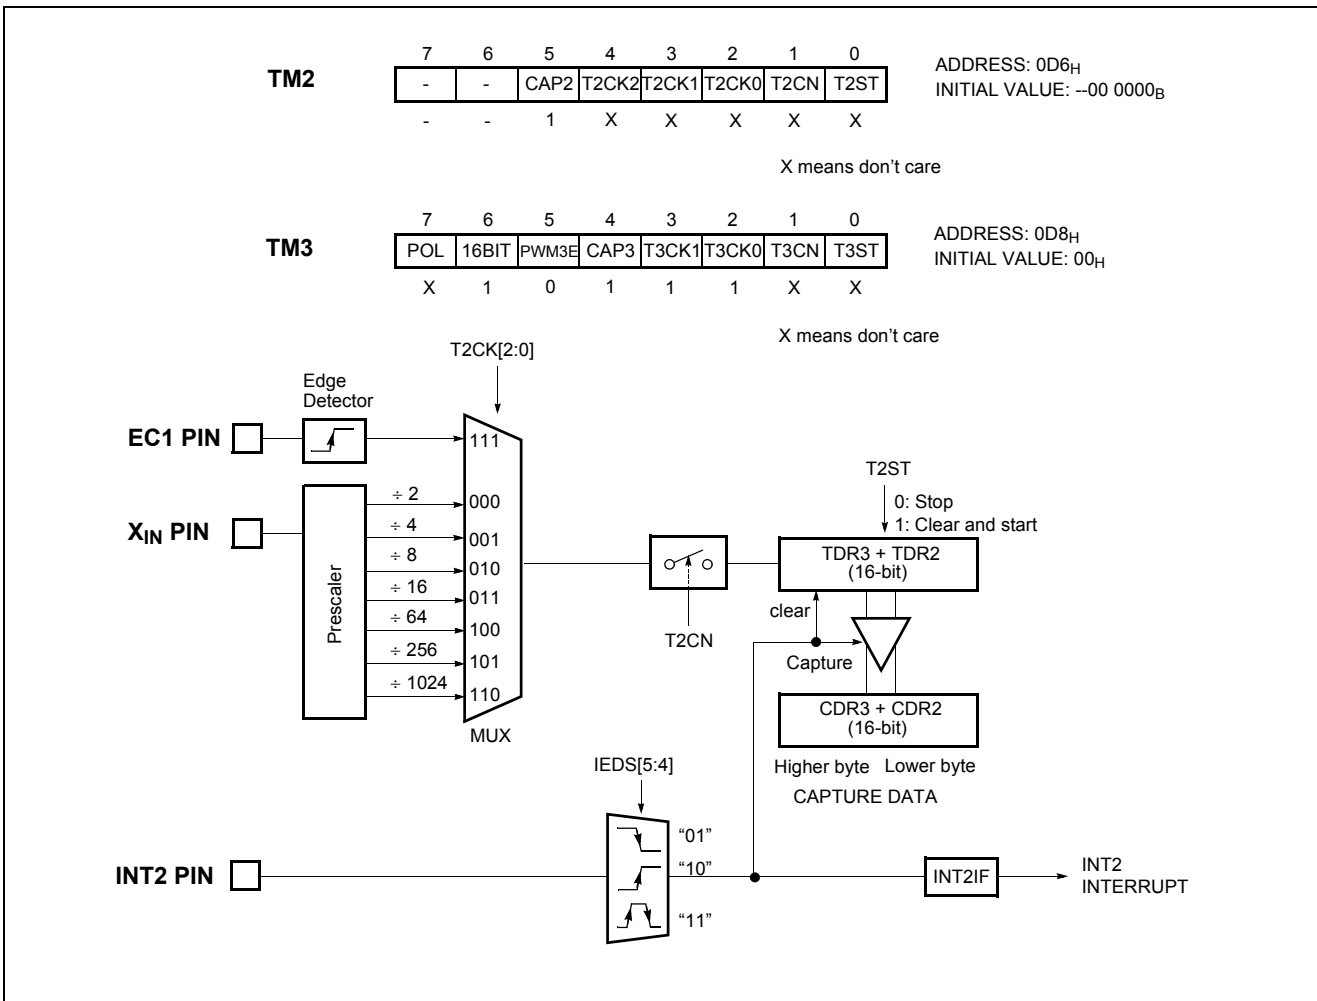 7 6 5 4 3 2 1 0
TM2 - - CAP2 T2CK2 T2CK1 T2CK0 T2CN T2ST
- - 1 X X X X X
ADDRESS: 0D6H
INITIAL VALUE: --00 0000B
X means don't care
7 6 5 4 3 2 1 0
TM3 POL 16BIT PWM3E CAP3 T3CK1 T3CK0 T3CN T3ST
X 1 0 1 1 1 X X
ADDRESS: 0D8H
INITIAL VALUE: 00H
X means don't care
T2CK[2:0]
Edge
Detector
EC1 PIN
111
XIN PIN
Prescaler
÷ 2 000
÷ 4 001
÷ 8 010
÷ 16 011
÷ 64 100
÷ 256 101
÷ 1024 110
MUX
T2CN
T2ST
0: Stop
1: Clear and start
TDR3 + TDR2
(16-bit)
clear
Capture
CDR3 + CDR2
(16-bit)
Higher byte Lower byte
CAPTURE DATA
IEDS[5:4]
INT2 PIN
“01”
“10”
“11”
INT2IF
INT2
INTERRUPT